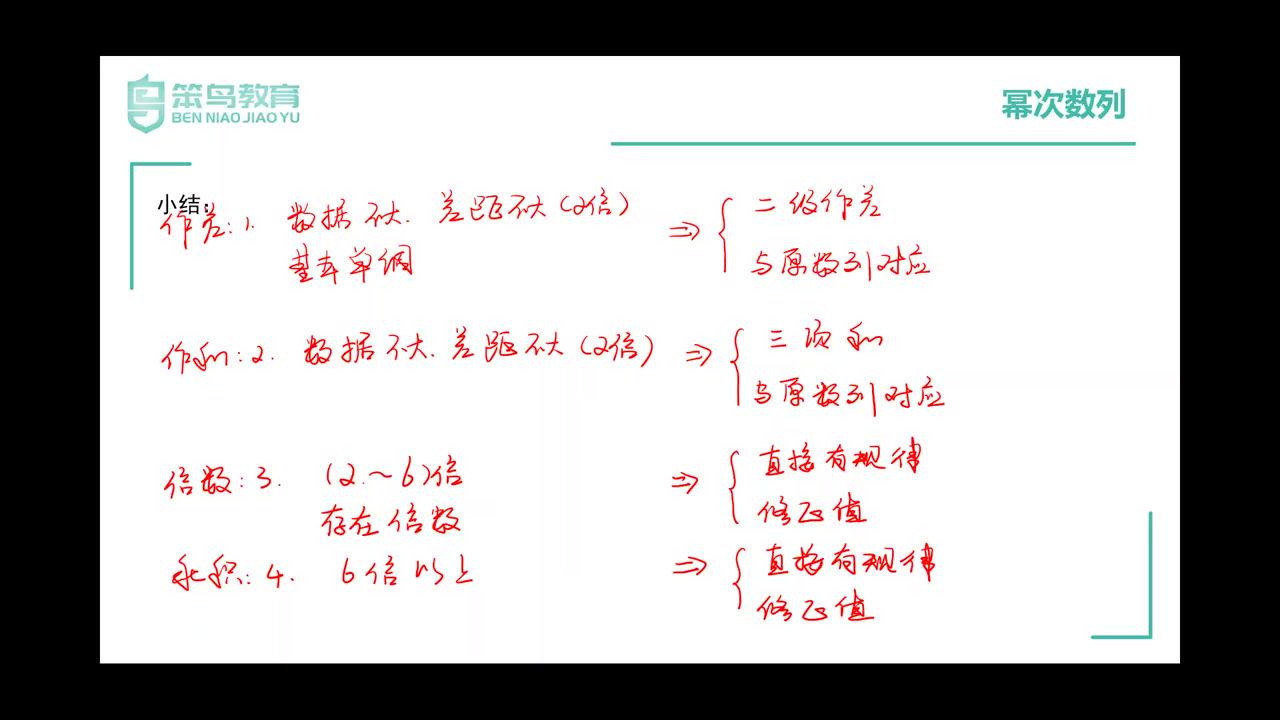 笨鸟教育
BEN NIAO JIAO YU
幂次数列
小结:
作差:1. 数据不大.差距不大(2倍)
基本单调
⇒ { 二级作差
与原数列对应
作和:2. 数据不大.差距不大(2倍)
⇒ { 三项和
与原数列对应
倍数:3. (2~6)倍
存在倍数
⇒ { 直接有规律
修正值
乘积:4. 6倍以上
⇒ { 直接有规律
修正值